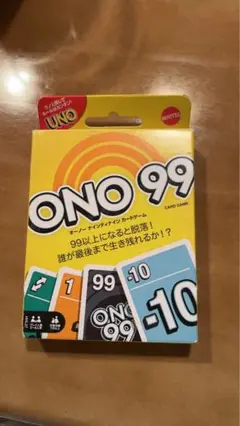 UNO
MATTEL
ONO 99
オーノー ナインティナイン カードゲーム
CARD GAME
99以上になると脱落！
誰が最後まで生き残れるか！？
1
99
-10
ONO
99
-10